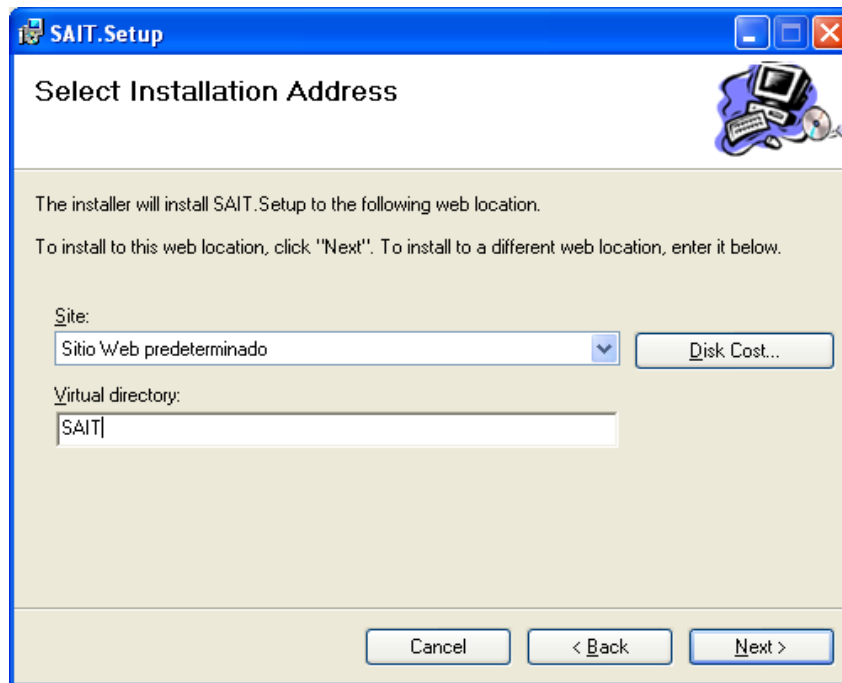 SAIT.Setup
Select Installation Address
The installer will install SAIT.Setup to the following web location.
To install to this web location, click "Next". To install to a different web location, enter it below.
Site:
Sitio Web predeterminado
Disk Cost...
Virtual directory:
SAIT
Cancel
< Back
Next >